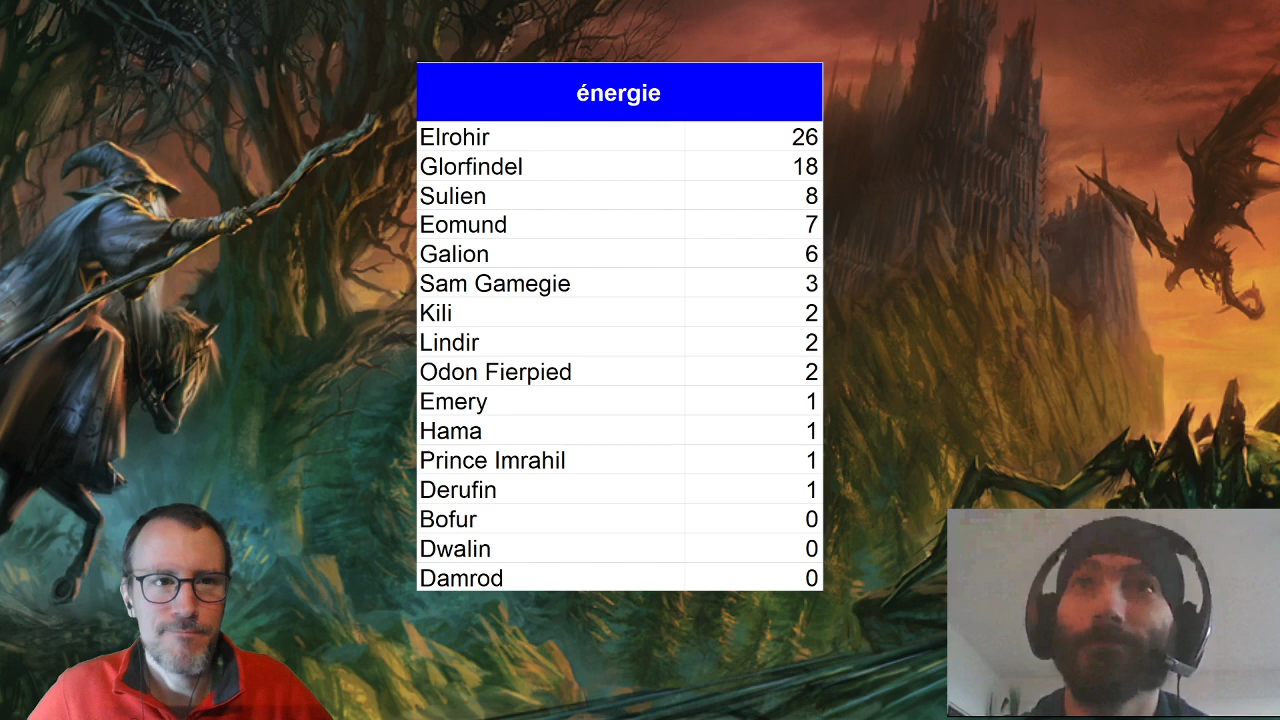 énergie
Elrohir 26
Glorfindel 18
Sulien 8
Eomund 7
Galion 6
Sam Gamegie 3
Kili 2
Lindir 2
Odon Fierpied 2
Emery 1
Hama 1
Prince Imrahil 1
Derufin 1
Bofur 0
Dwalin 0
Damrod 0